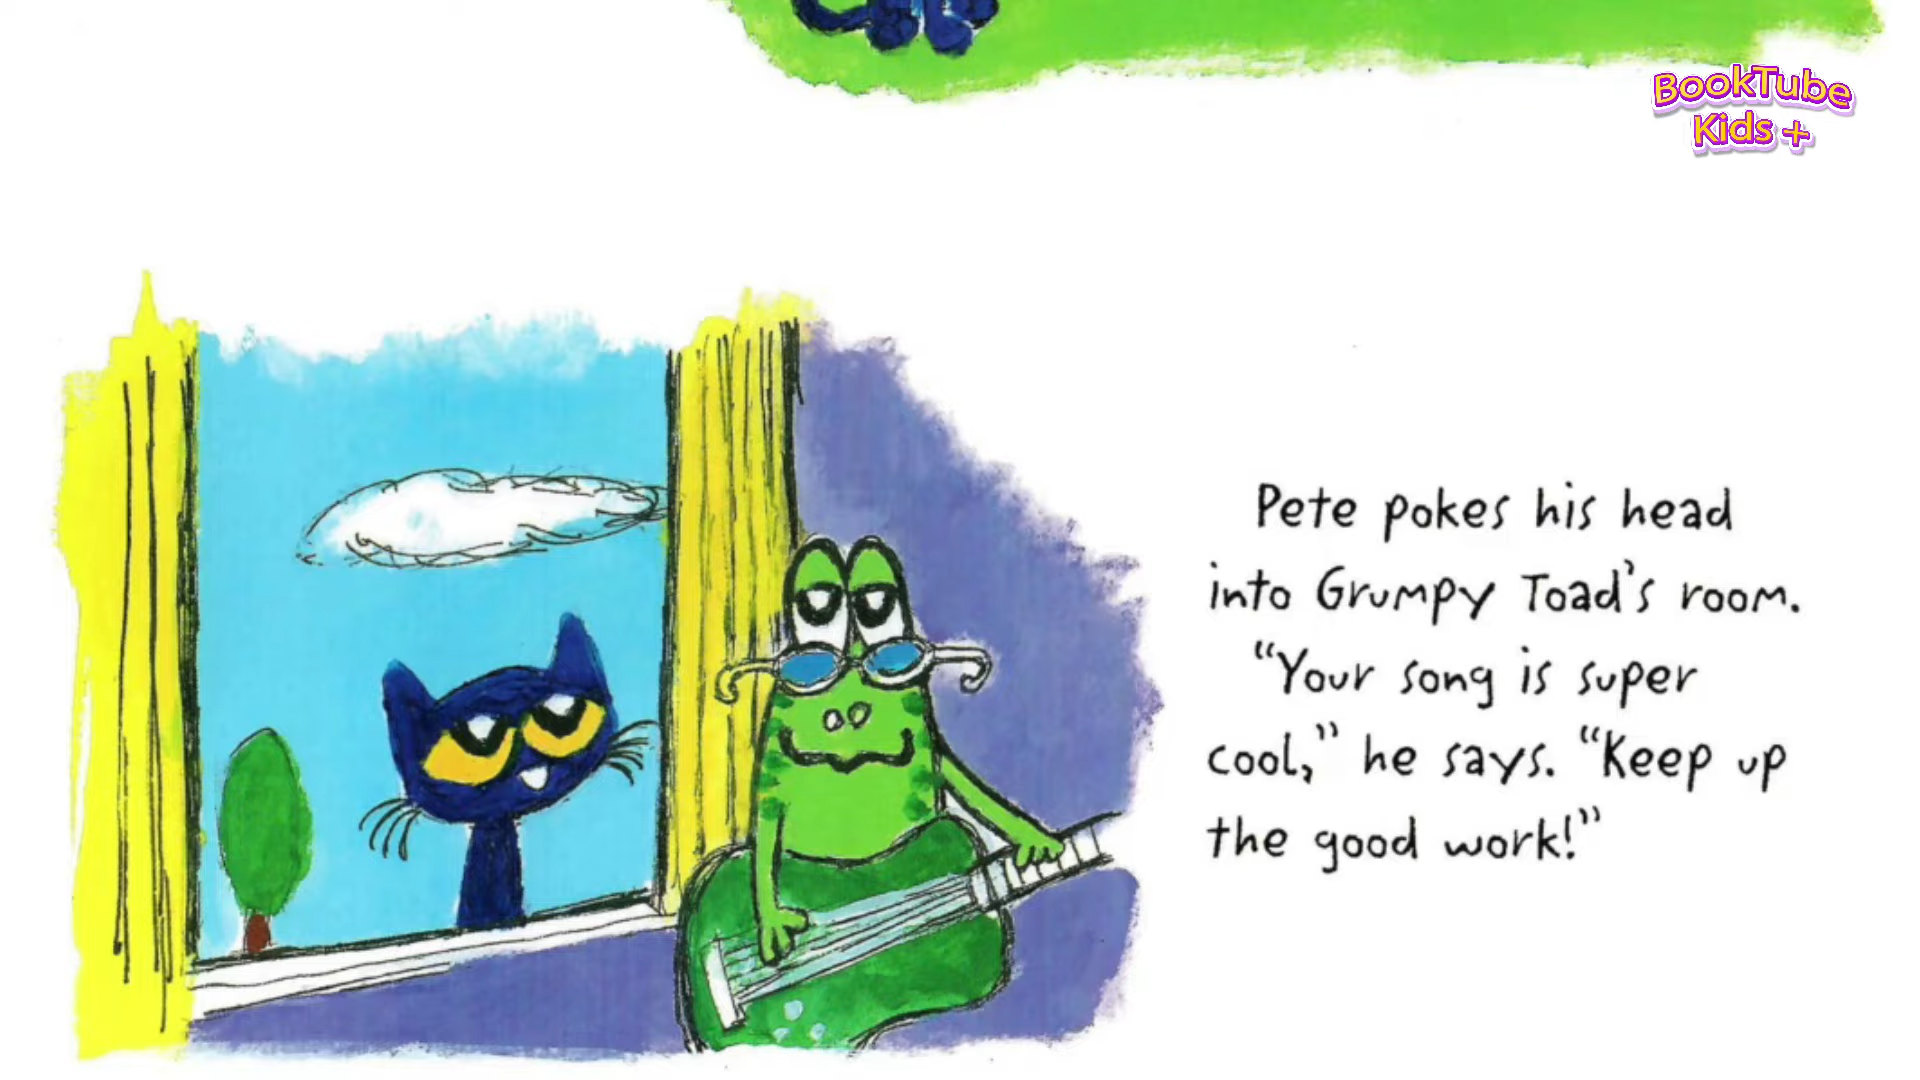 BookTube
Kids +
Pete pokes his head
into Grumpy Toad's room.
“Your song is super
cool,” he says. “Keep up
the good work!”